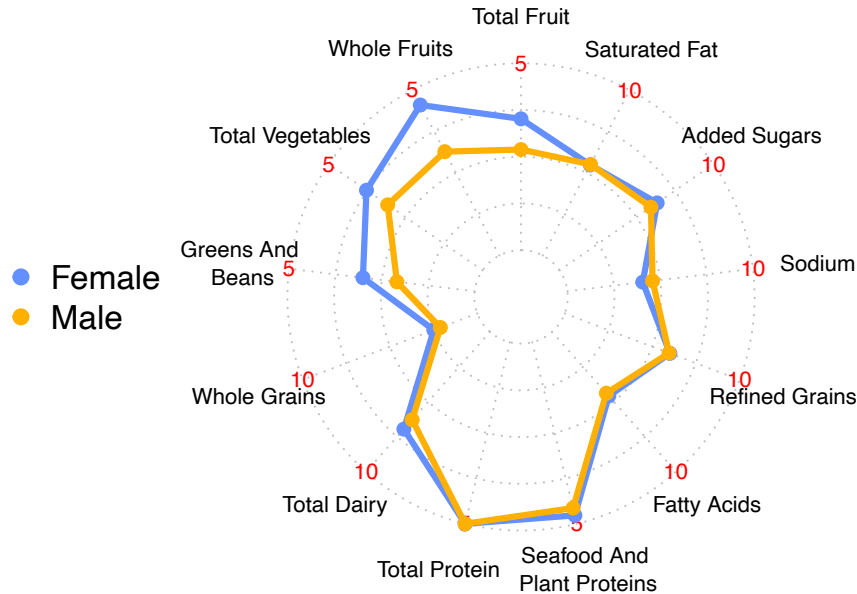 Total Fruit
Whole Fruits
Saturated Fat
5
5
10
Total Vegetables
Added Sugars
5
10
Greens And
Beans
5
Sodium
10
Female
Male
Whole Grains
10
Refined Grains
10
Total Dairy
10
Fatty Acids
10
Total Protein
5
Seafood And
Plant Proteins
5